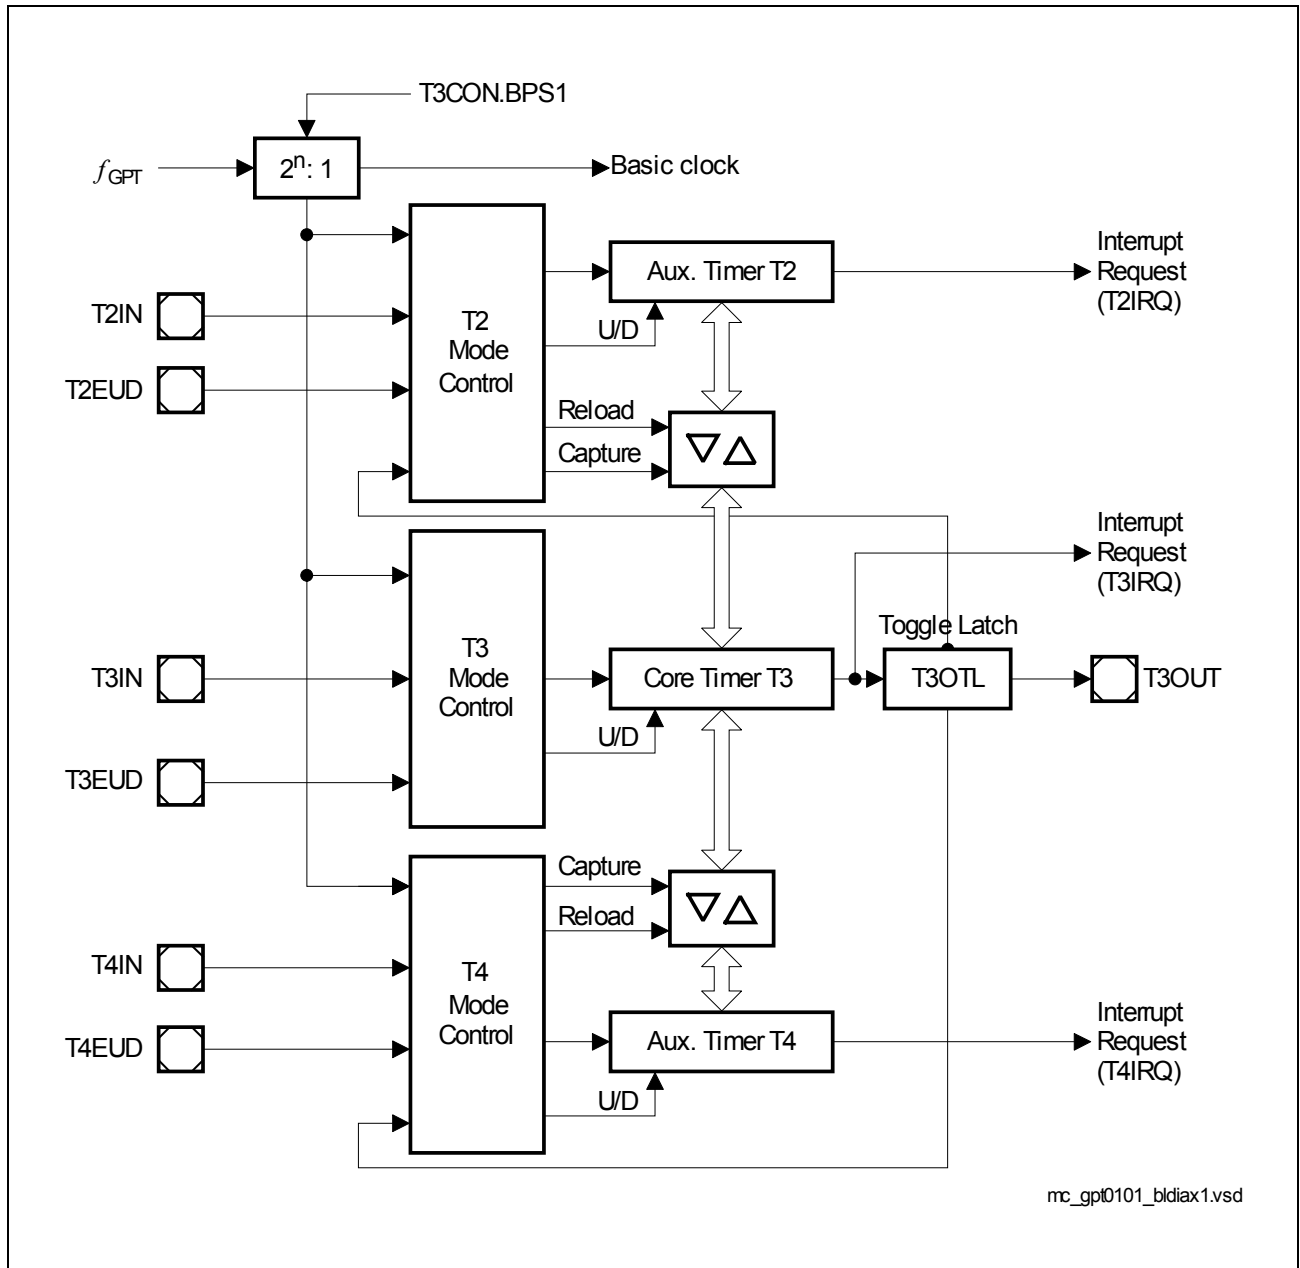 T3CON.BPS1
fGPT
2n: 1
Basic clock
T2IN
T2EUD
T2
Mode
Control
U/D
Reload
Capture
Aux. Timer T2
Interrupt
Request
(T2IRQ)
T3IN
T3EUD
T3
Mode
Control
U/D
Core Timer T3
Toggle Latch
T3OTL
Interrupt
Request
(T3IRQ)
T3OUT
T4IN
T4EUD
T4
Mode
Control
Capture
Reload
U/D
Aux. Timer T4
Interrupt
Request
(T4IRQ)
mc_gpt0101_bldiax1.vsd